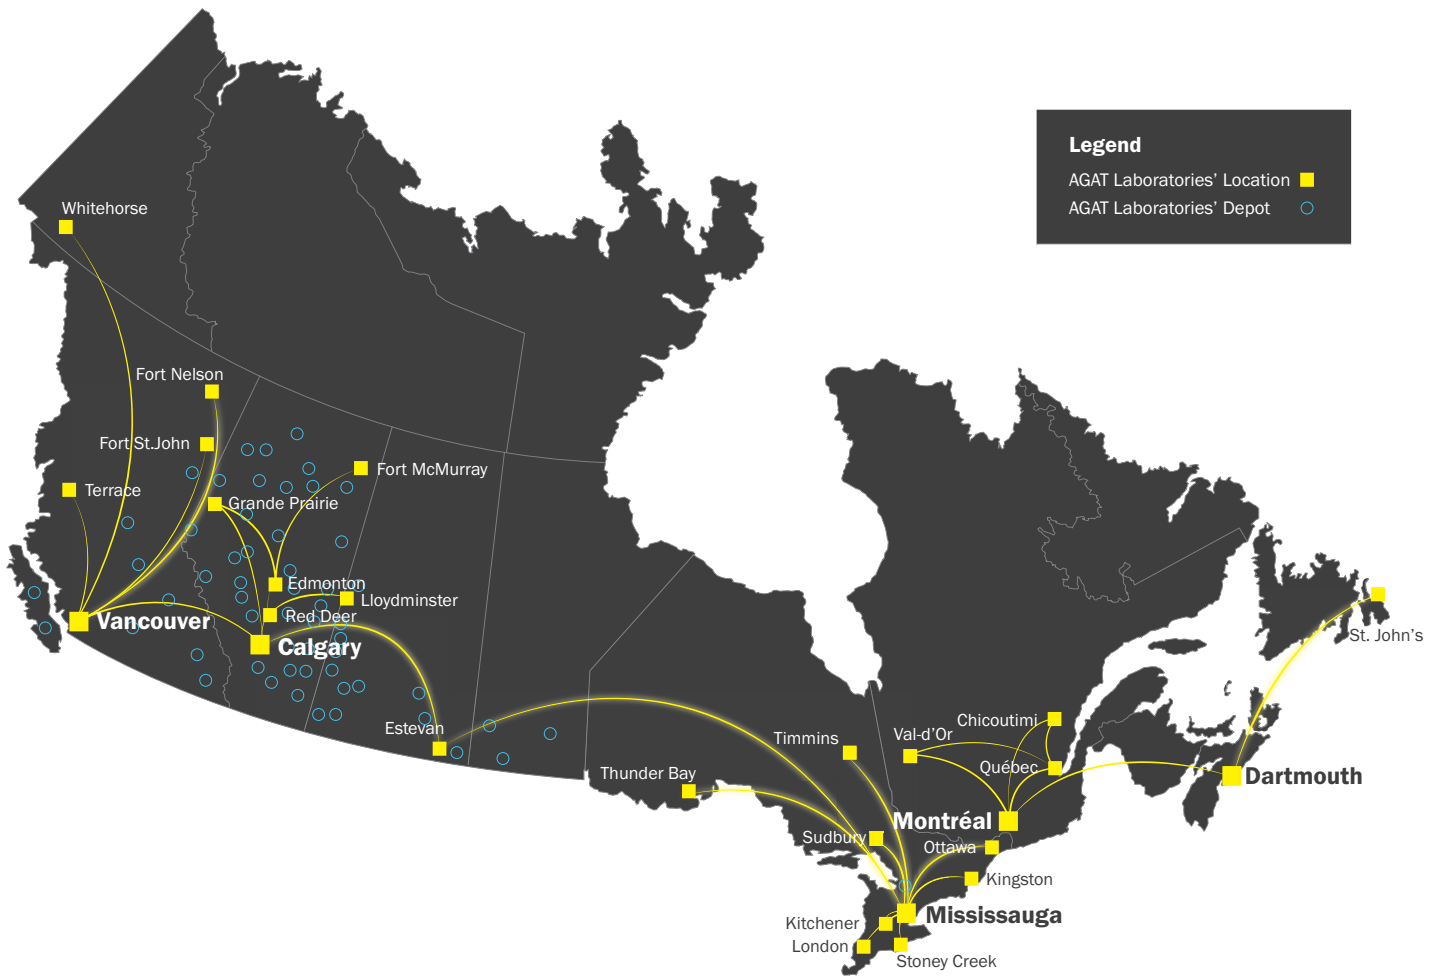 Legend
AGAT Laboratories’ Location
AGAT Laboratories’ Depot
Whitehorse
Fort Nelson
Fort St.John
Fort McMurray
Terrace
Grande Prairie
Edmonton
Lloydminster
Red Deer
Vancouver
Calgary
St. John’s
Estevan
Chicoutimi
Val-d’Or
Timmins
Québec
Thunder Bay
Dartmouth
Montréal
Sudbury
Ottawa
Kingston
Mississauga
Kitchener
London
Stoney Creek